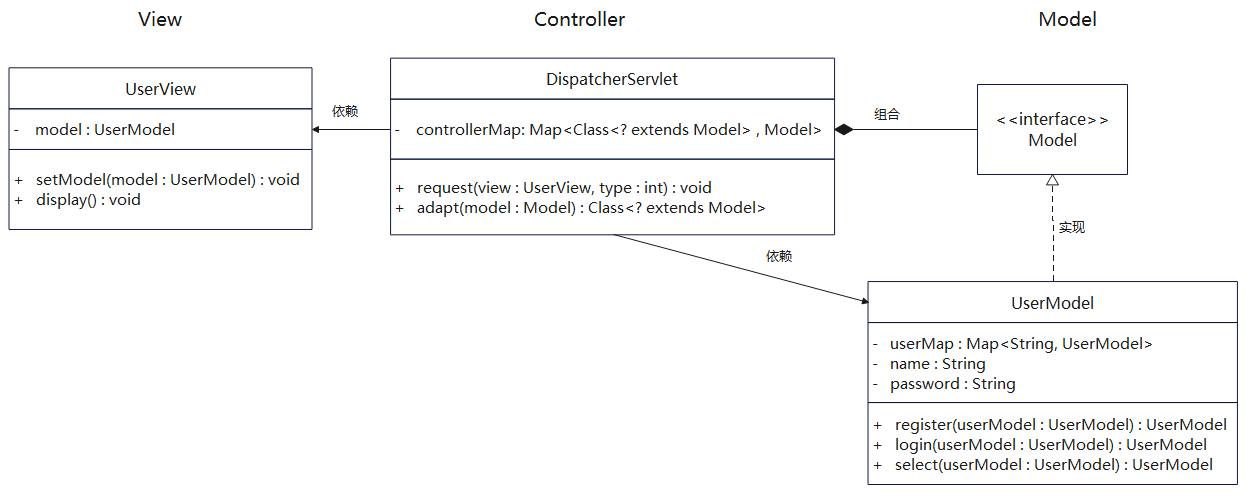 View
Controller
Model
UserView
- model : UserModel
+ setModel(model : UserModel) : void
+ display() : void
依赖
DispatcherServlet
- controllerMap: Map<Class<? extends Model> , Model>
+ request(view : UserView, type : int) : void
+ adapt(model : Model) : Class<? extends Model>
组合
<<interface>>
Model
实现
依赖
UserModel
- userMap : Map<String, UserModel>
- name : String
- password : String
+ register(userModel : UserModel) : UserModel
+ login(userModel : UserModel) : UserModel
+ select(userModel : UserModel) : UserModel